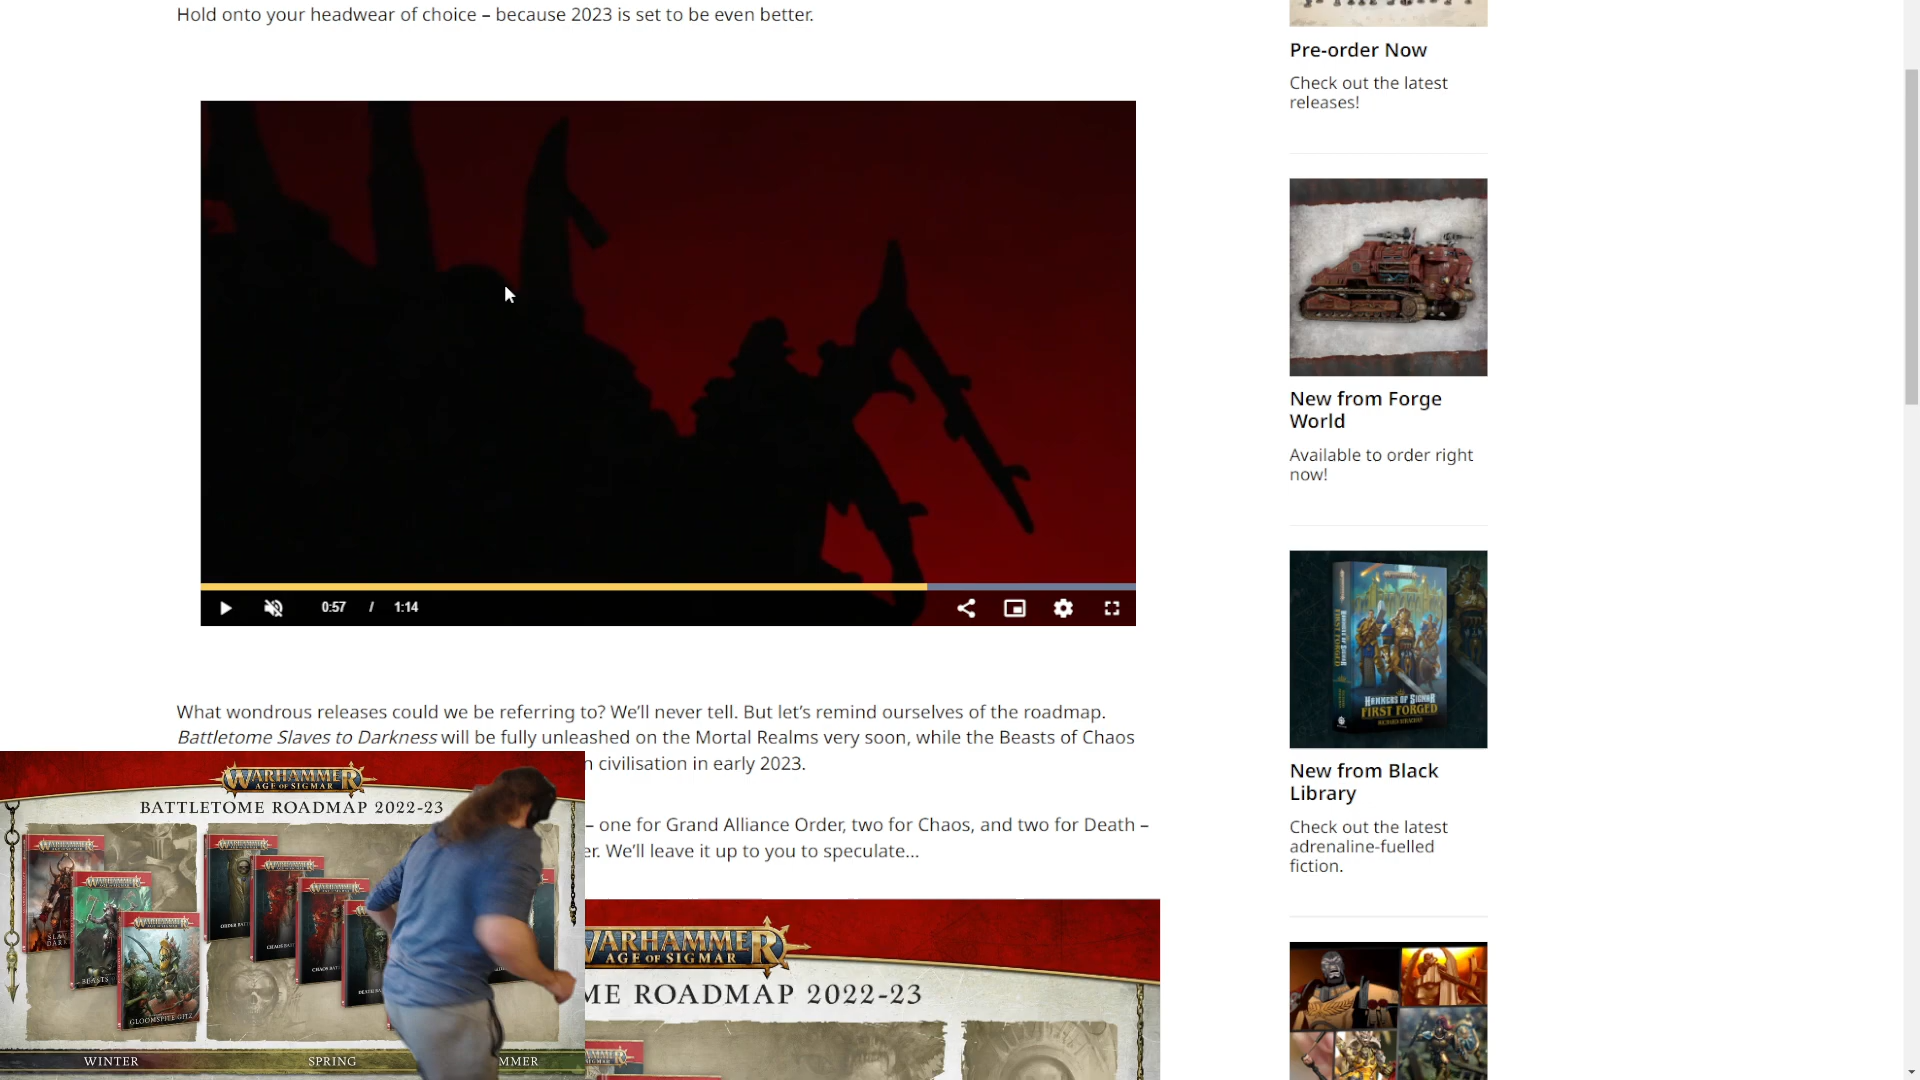 Hold onto your headwear of choice – because 2023 is set to be even better.
0:57 / 1:14
What wondrous releases could we be referring to? We'll never tell. But let's remind ourselves of the roadmap.
Battletome Slaves to Darkness will be fully unleashed on the Mortal Realms very soon, while the Beasts of Chaos
civilisation in early 2023.
– one for Grand Alliance Order, two for Chaos, and two for Death –
We'll leave it up to you to speculate…
WARHAMMER
AGE OF SIGMAR
ROADMAP 2022-23
WARHAMMER
AGE OF SIGMAR
BATTLETOME ROADMAP 2022-23
BEASTS
GLOOMSPITE GITZ
WINTER
SPRING
Pre-order Now
Check out the latest
releases!
New from Forge
World
Available to order right
now!
HAMMERS OF SIGMAR
FIRST FORGED
New from Black
Library
Check out the latest
adrenaline-fuelled
fiction.